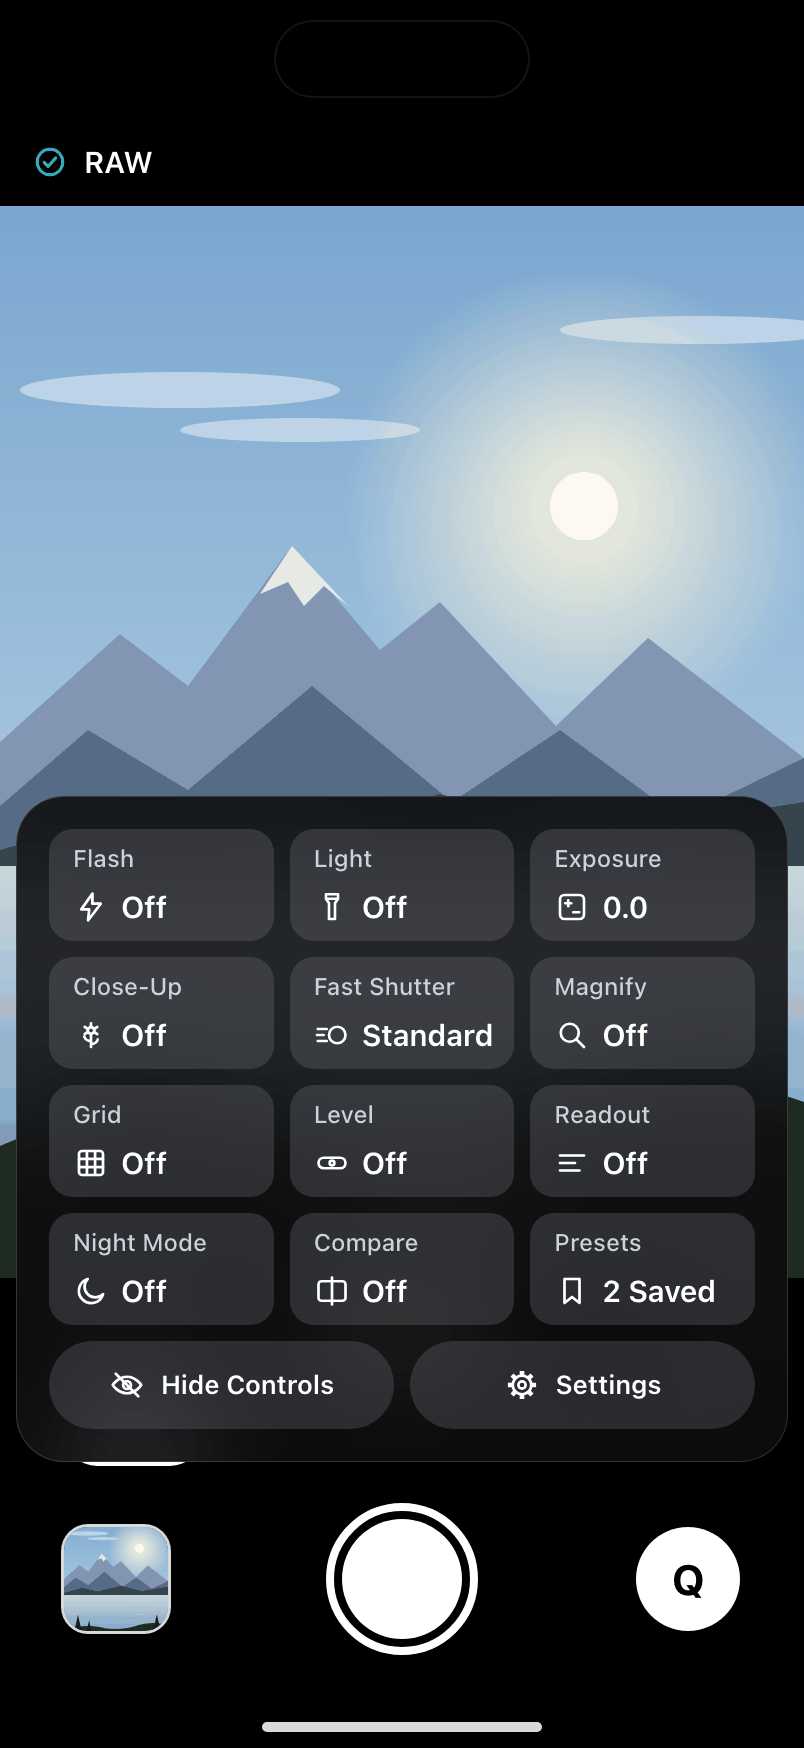 RAW
Flash
Off
Light
Off
Exposure
0.0
Close-Up
Off
Fast Shutter
Standard
Magnify
Off
Grid
Off
Level
Off
Readout
Off
Night Mode
Off
Compare
Off
Presets
2 Saved
Hide Controls
Settings
Q